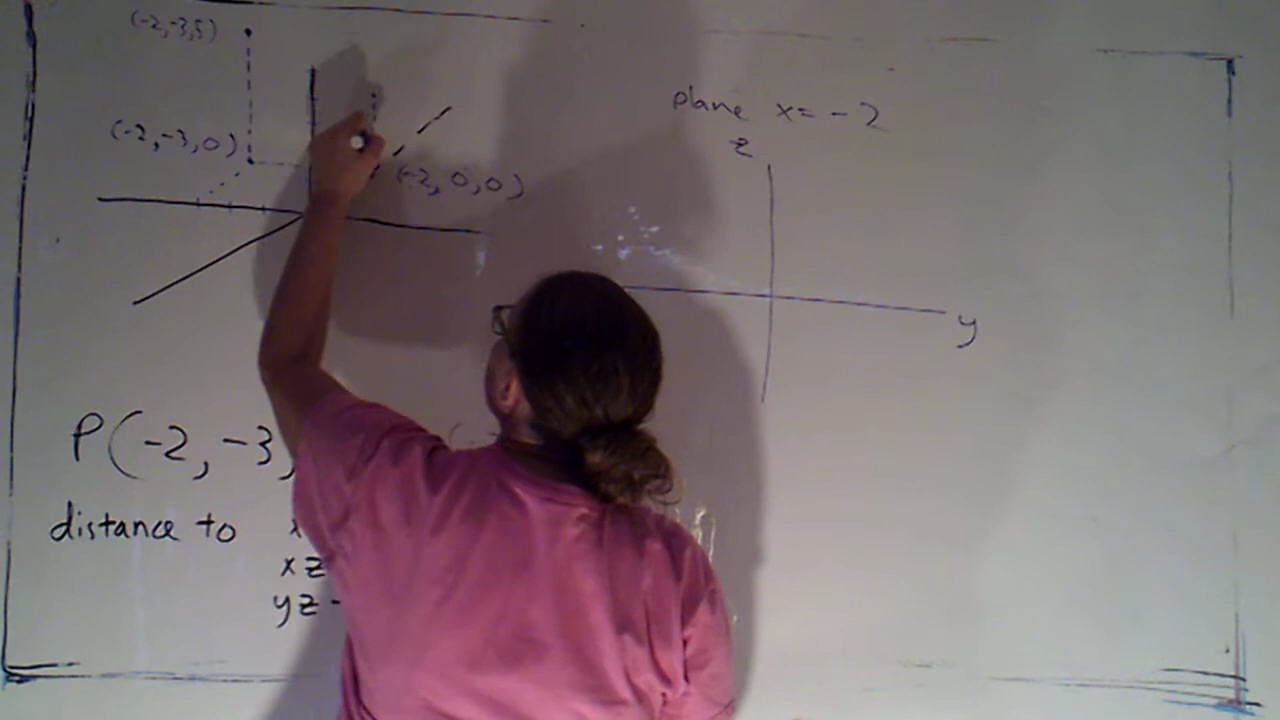 (-2,-3,5)
(-2,-3,0)
(-2,0,0)
plane x=-2
z
y
P(-2,-3,
distance to x
xz
yz-